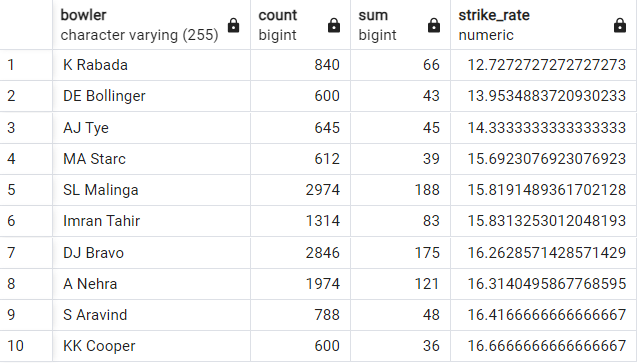 bowler count sum strike_rate
character varying (255) bigint bigint numeric
1 K Rabada 840 66 12.7272727272727273
2 DE Bollinger 600 43 13.9534883720930233
3 AJ Tye 645 45 14.3333333333333333
4 MA Starc 612 39 15.6923076923076923
5 SL Malinga 2974 188 15.8191489361702128
6 Imran Tahir 1314 83 15.8313253012048193
7 DJ Bravo 2846 175 16.2628571428571429
8 A Nehra 1974 121 16.3140495867768595
9 S Aravind 788 48 16.4166666666666667
10 KK Cooper 600 36 16.6666666666666667